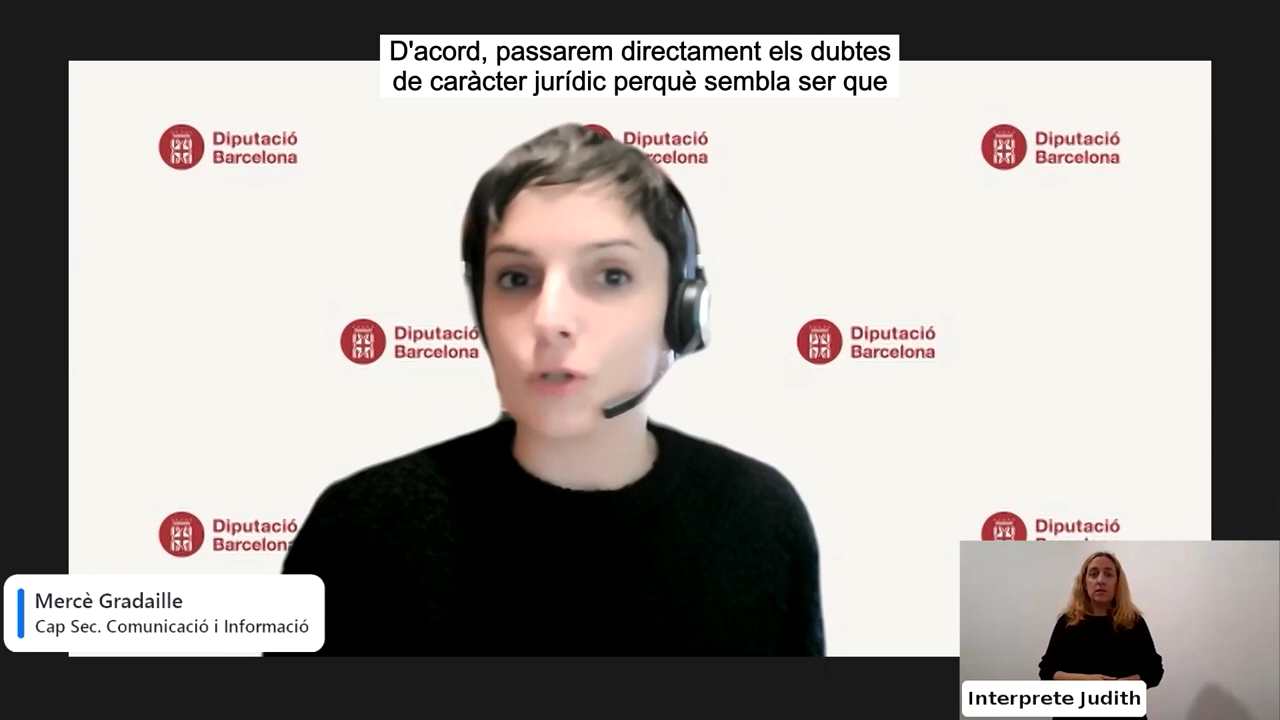 D'acord, passarem directament els dubtes
de caràcter jurídic perquè sembla ser que
Diputació
Barcelona
Diputació
Barcelona
Diputació
Barcelona
Diputació
Barcelona
Diputació
Barcelona
Diputació
Barcelona
Diputació
Mercè Gradaille
Cap Sec. Comunicació i Informació
Interprete Judith